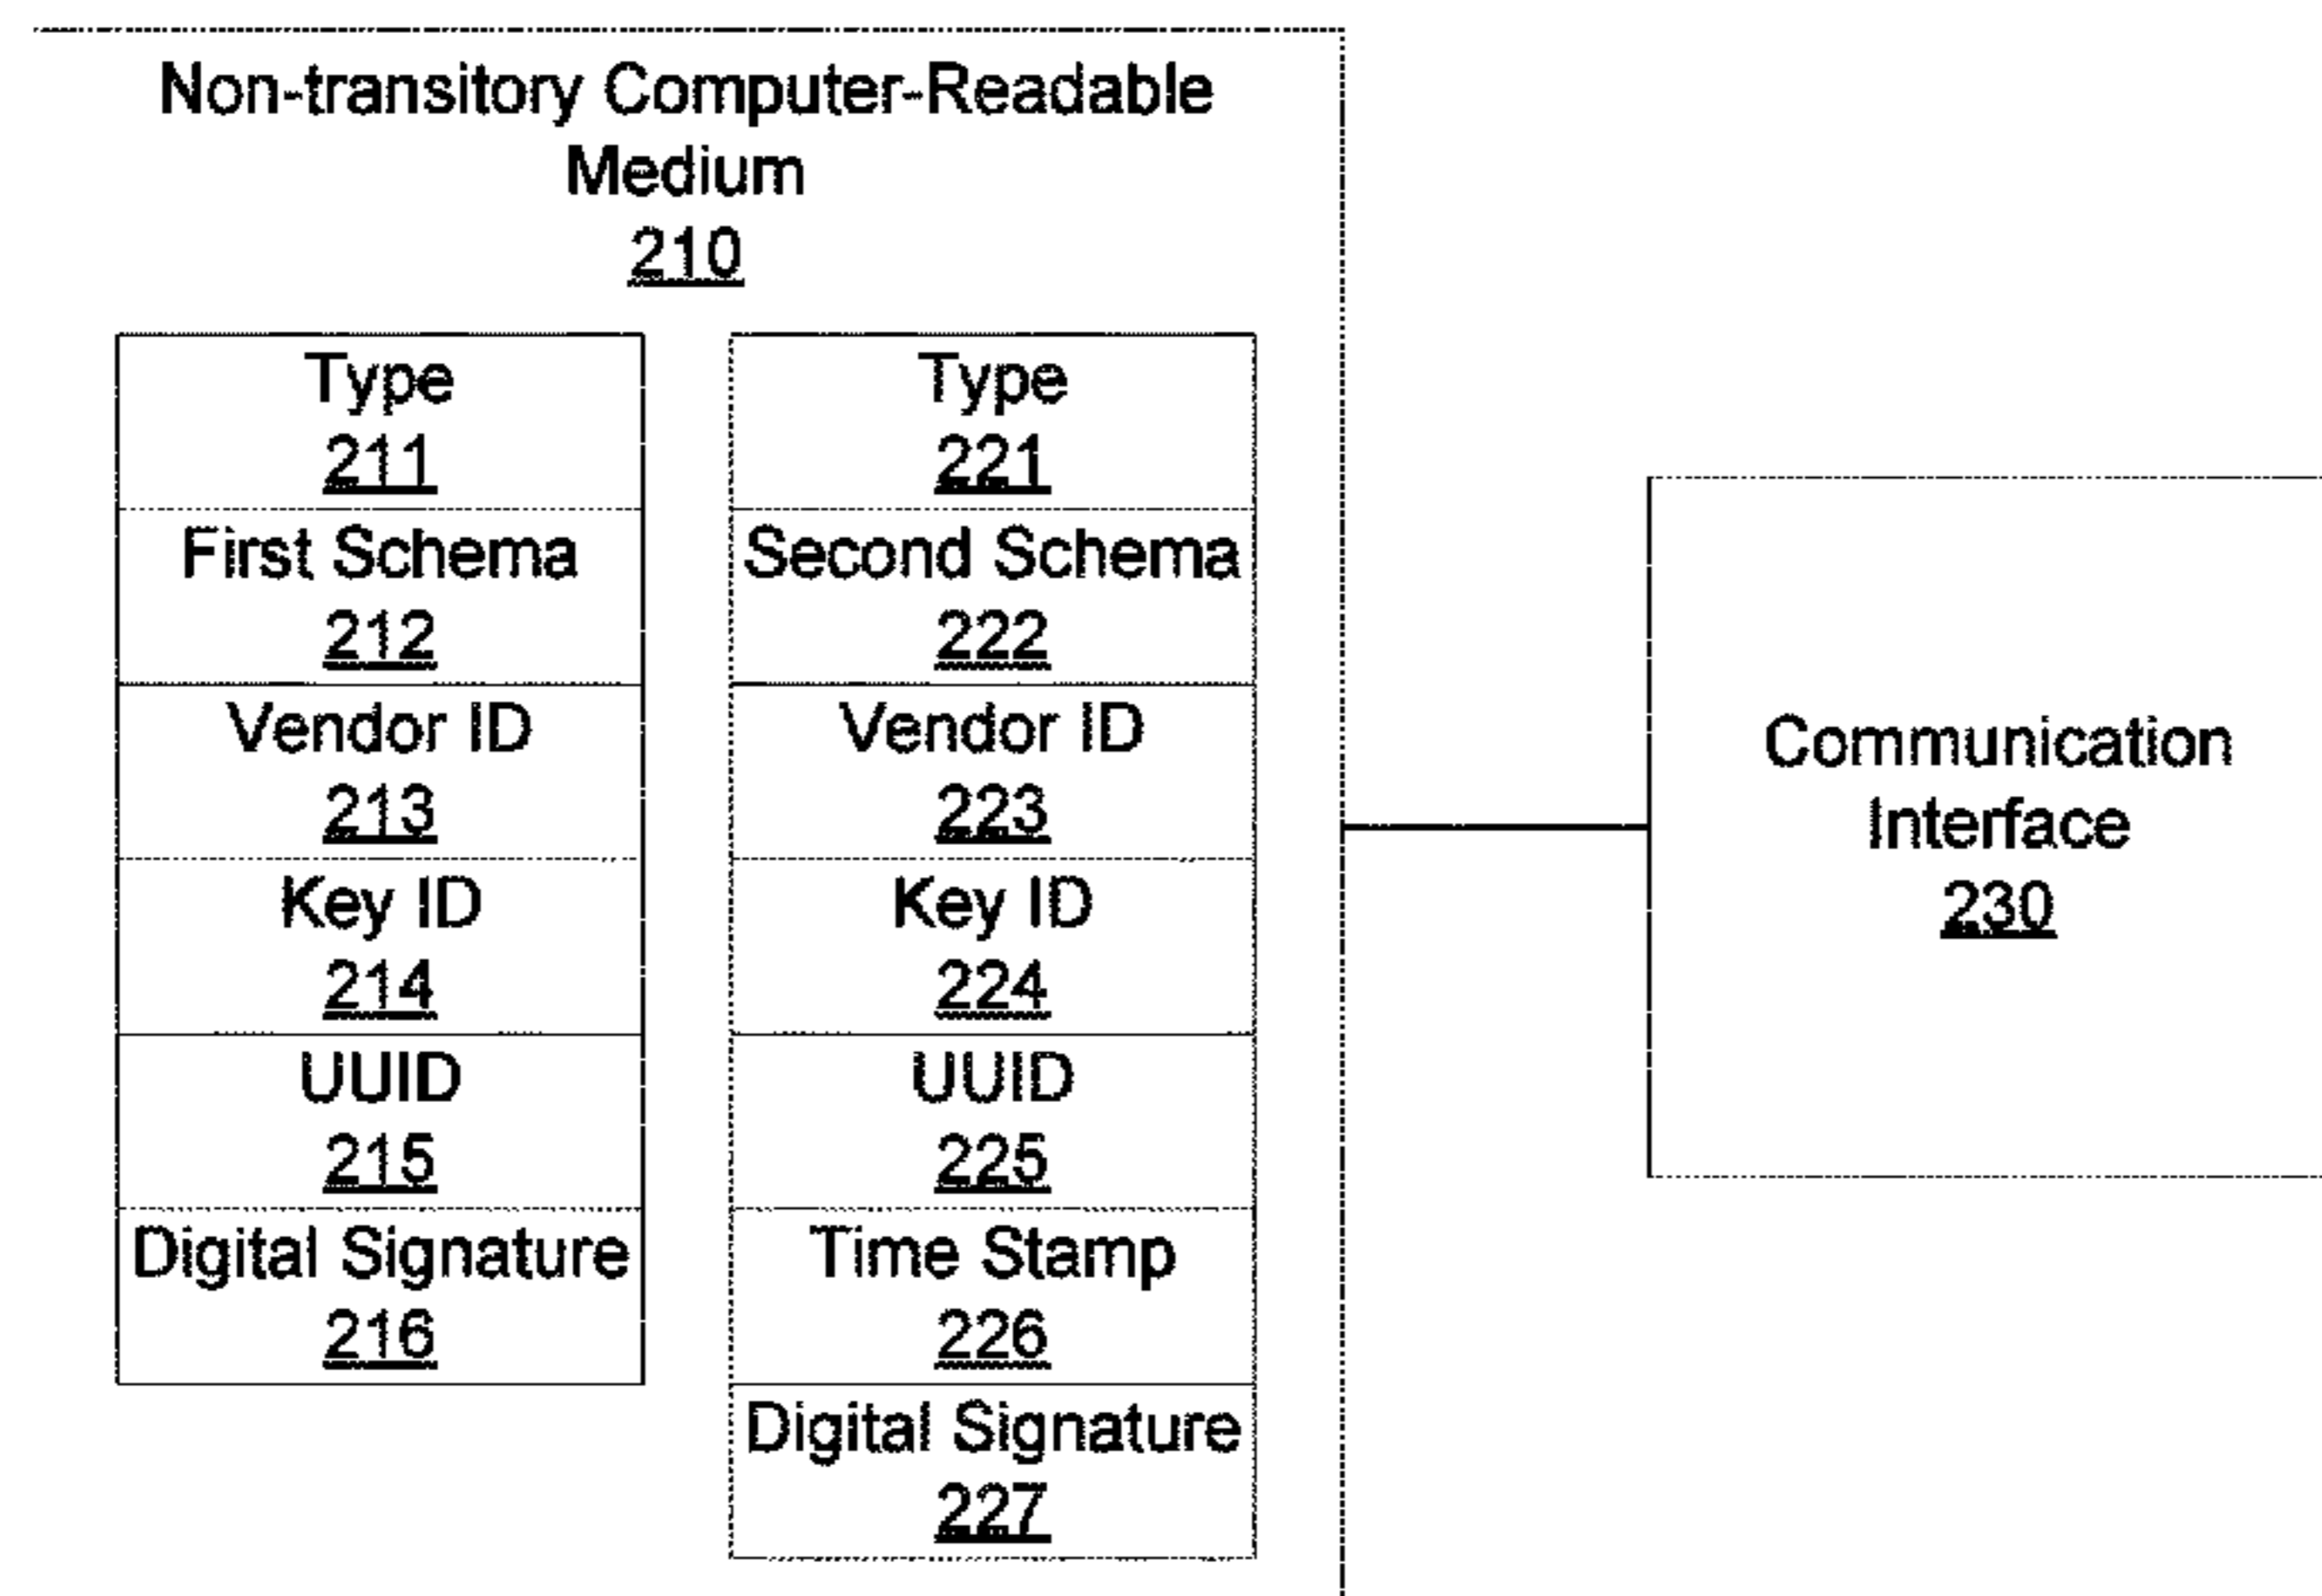 Non-transitory Computer-Readable
Medium
210
Type
211
First Schema
212
Vendor ID
213
Key ID
214
UUID
215
Digital Signature
216
Type
221
Second Schema
222
Vendor ID
223
Key ID
224
UUID
225
Time Stamp
226
Digital Signature
227
Communication
Interface
230